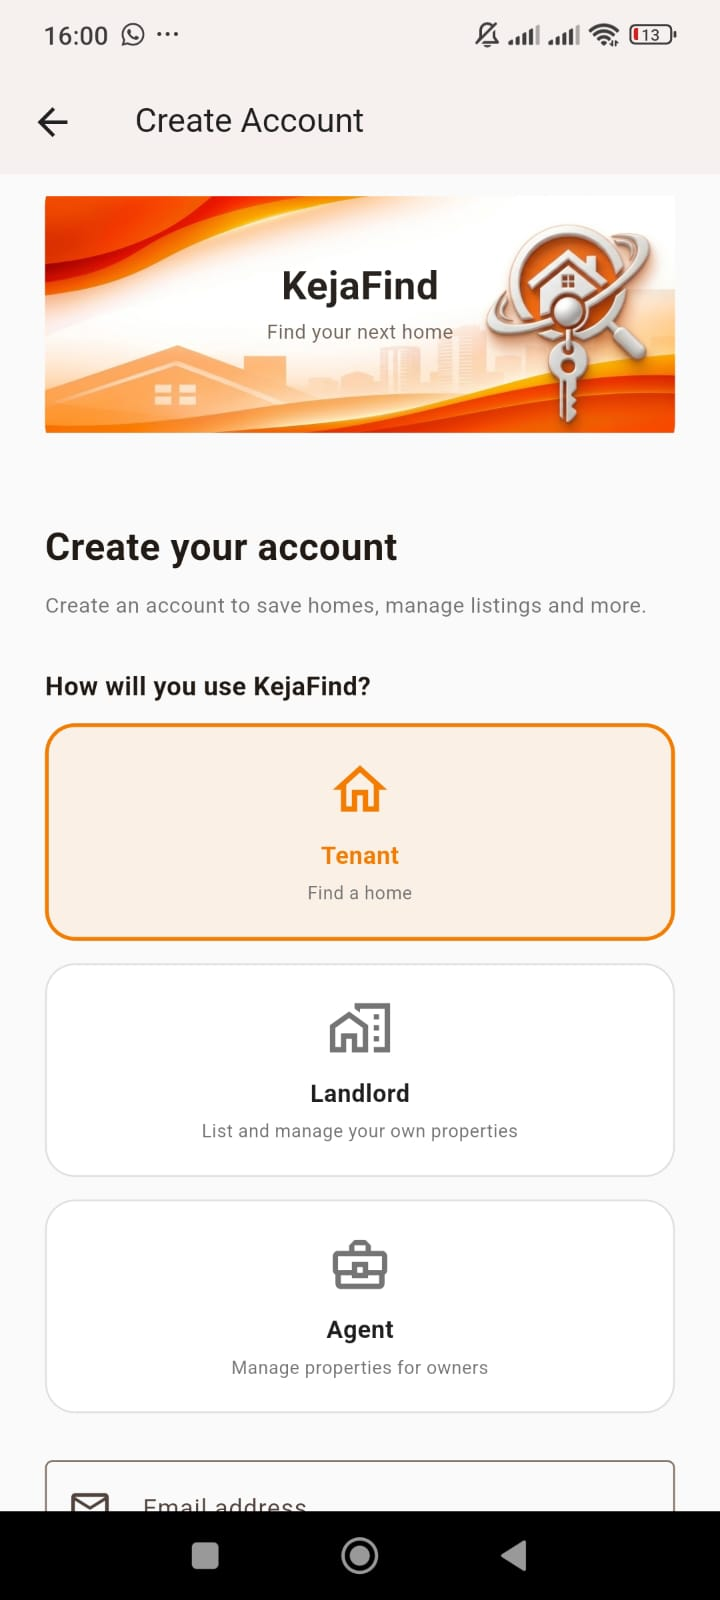 16:00
13
Create Account
KejaFind
Find your next home
Create your account
Create an account to save homes, manage listings and more.
How will you use KejaFind?
Tenant
Find a home
Landlord
List and manage your own properties
Agent
Manage properties for owners
Email address